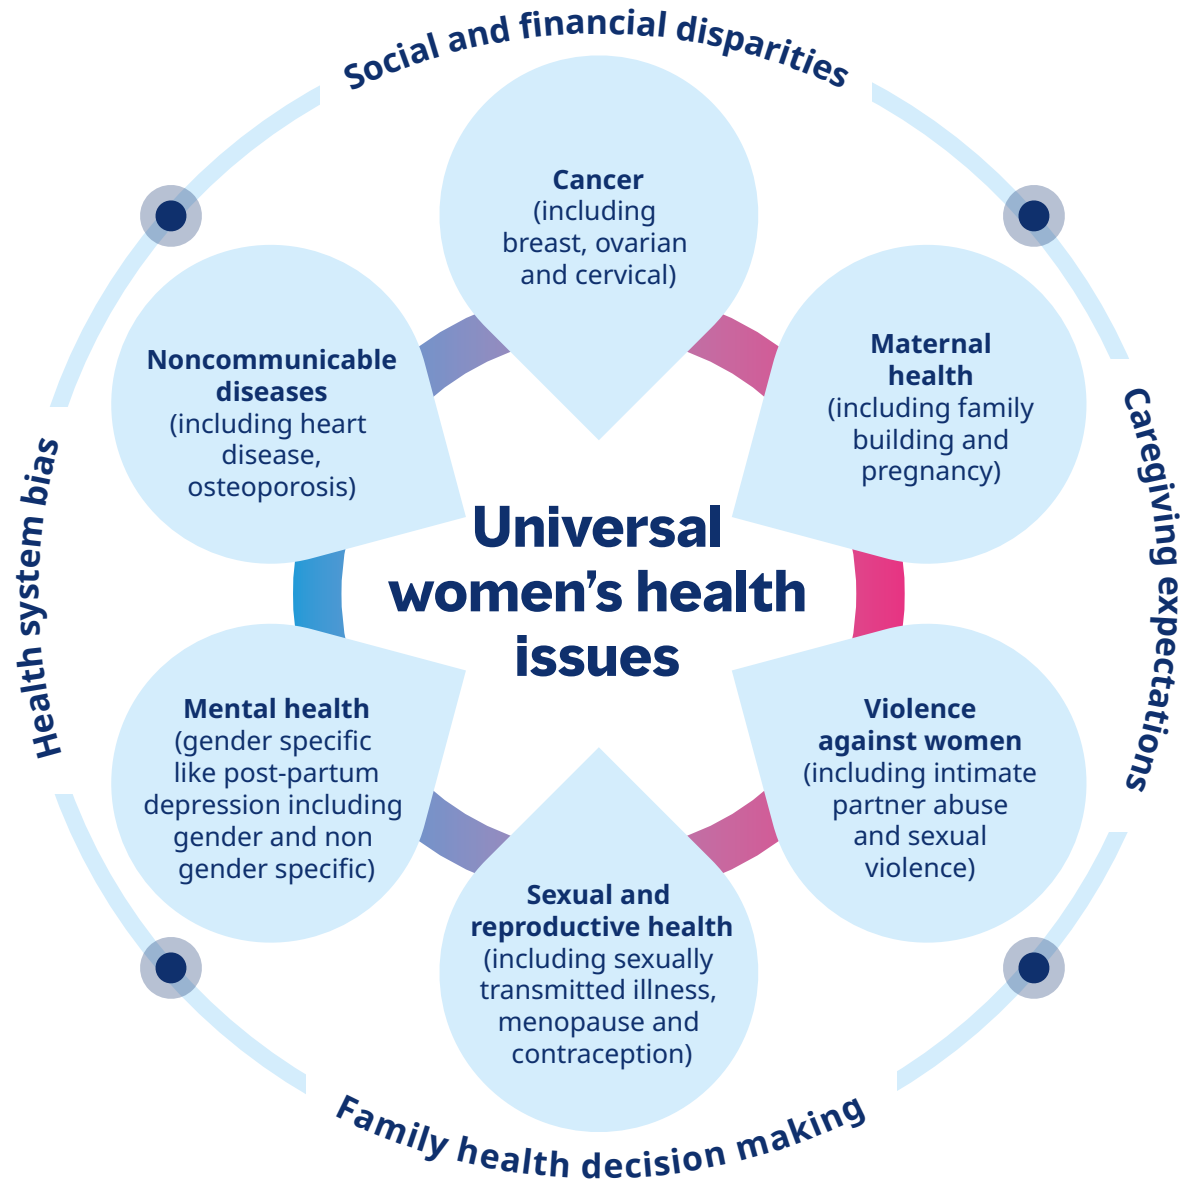 Social and financial disparities
Cancer
(including
breast, ovarian
and cervical)
Maternal
health
(including family
building and
pregnancy)
Noncommunicable
diseases
(including heart
disease,
osteoporosis)
Caregiving expectations
Health system bias
Universal
women’s health
issues
Mental health
(gender specific
like post-partum
depression including
gender and non
gender specific)
Violence
against women
(including intimate
partner abuse
and sexual
violence)
Sexual and
reproductive health
(including sexually
transmitted illness,
menopause and
contraception)
Family health decision making